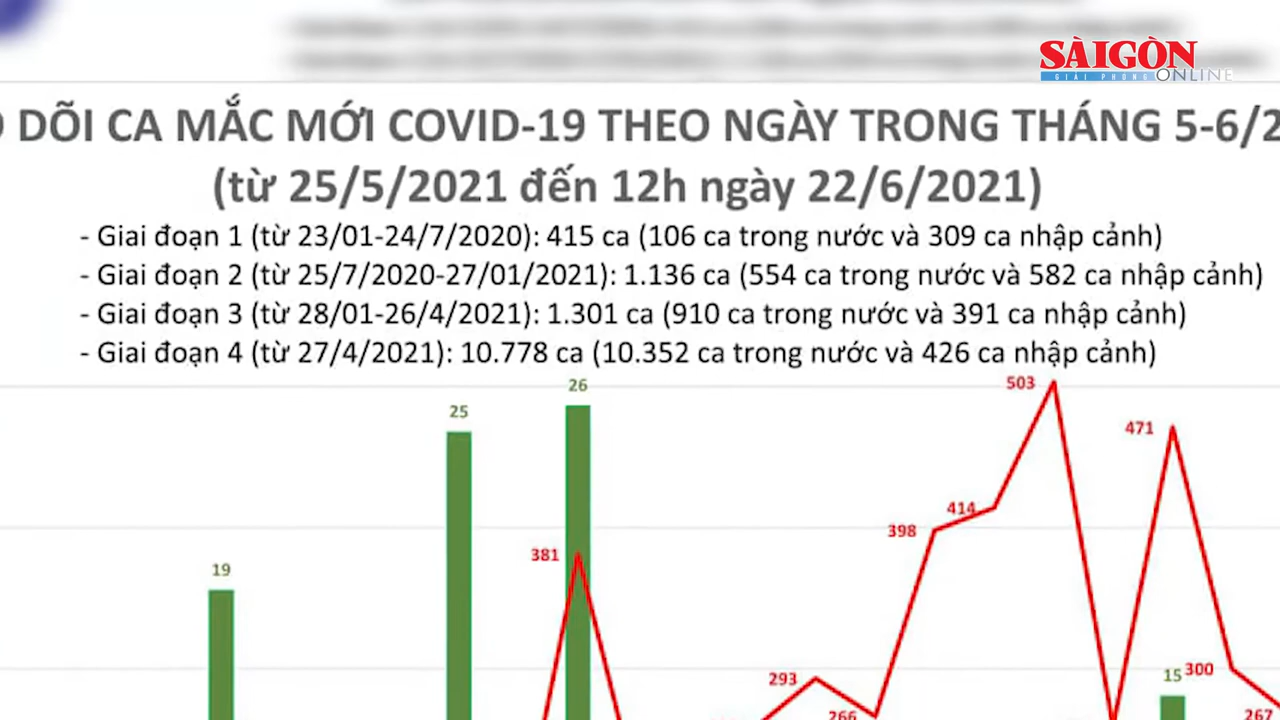 SÀIGÒN
GIẢI PHÓNG ONLINE
DÕI CA MẮC MỚI COVID-19 THEO NGÀY TRONG THÁNG 5-6/2
(từ 25/5/2021 đến 12h ngày 22/6/2021)
- Giai đoạn 1 (từ 23/01-24/7/2020): 415 ca (106 ca trong nước và 309 ca nhập cảnh)
- Giai đoạn 2 (từ 25/7/2020-27/01/2021): 1.136 ca (554 ca trong nước và 582 ca nhập cảnh)
- Giai đoạn 3 (từ 28/01-26/4/2021): 1.301 ca (910 ca trong nước và 391 ca nhập cảnh)
- Giai đoạn 4 (từ 27/4/2021): 10.778 ca (10.352 ca trong nước và 426 ca nhập cảnh)
503
26
25
471
414
398
381
19
300
15
293
267
266